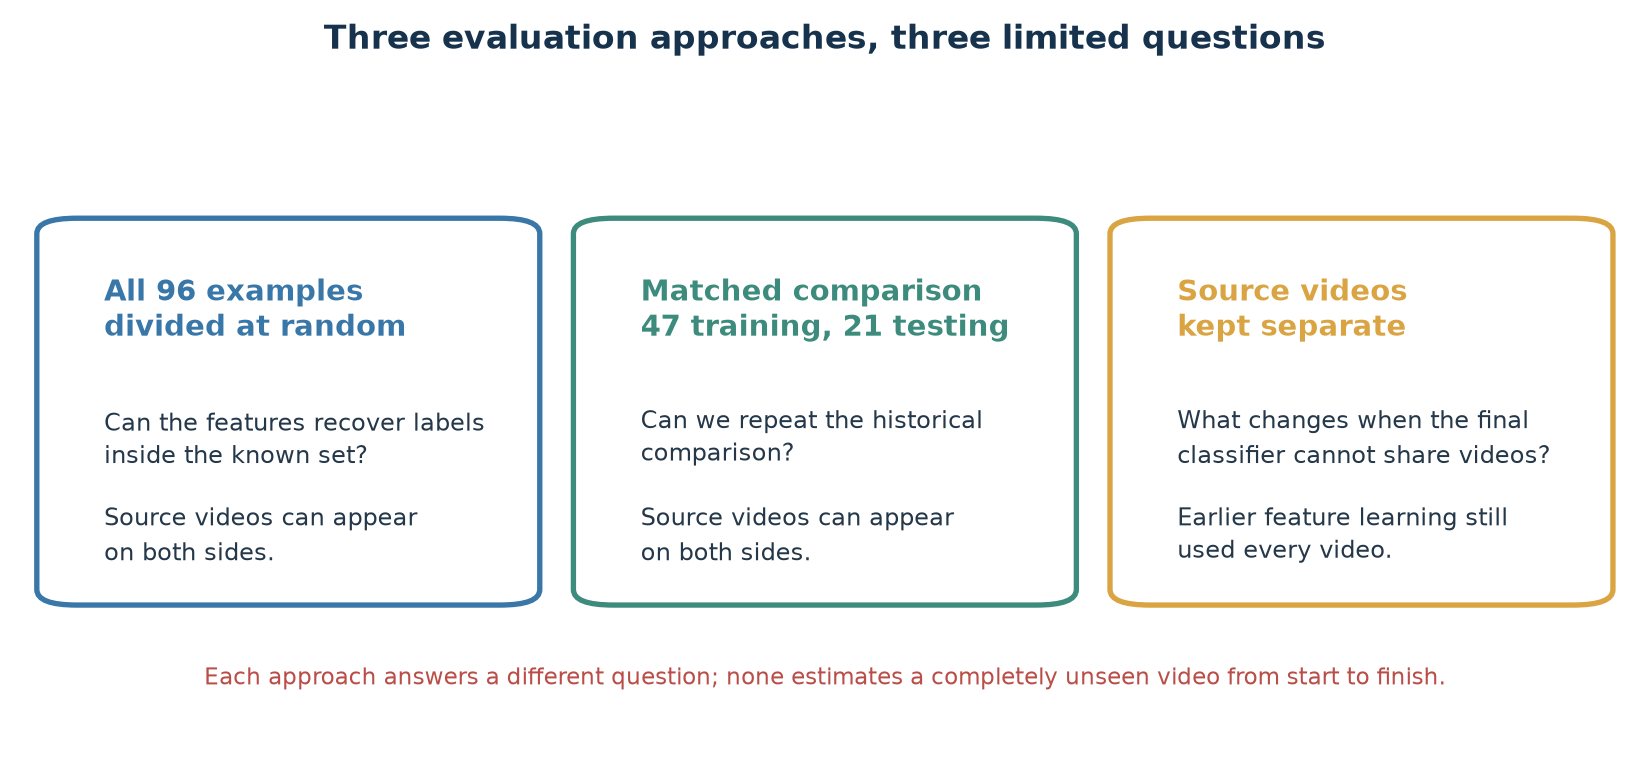 Three evaluation approaches, three limited questions
All 96 examples
divided at random
Can the features recover labels
inside the known set?
Source videos can appear
on both sides.
Matched comparison
47 training, 21 testing
Can we repeat the historical
comparison?
Source videos can appear
on both sides.
Source videos
kept separate
What changes when the final
classifier cannot share videos?
Earlier feature learning still
used every video.
Each approach answers a different question; none estimates a completely unseen video from start to finish.